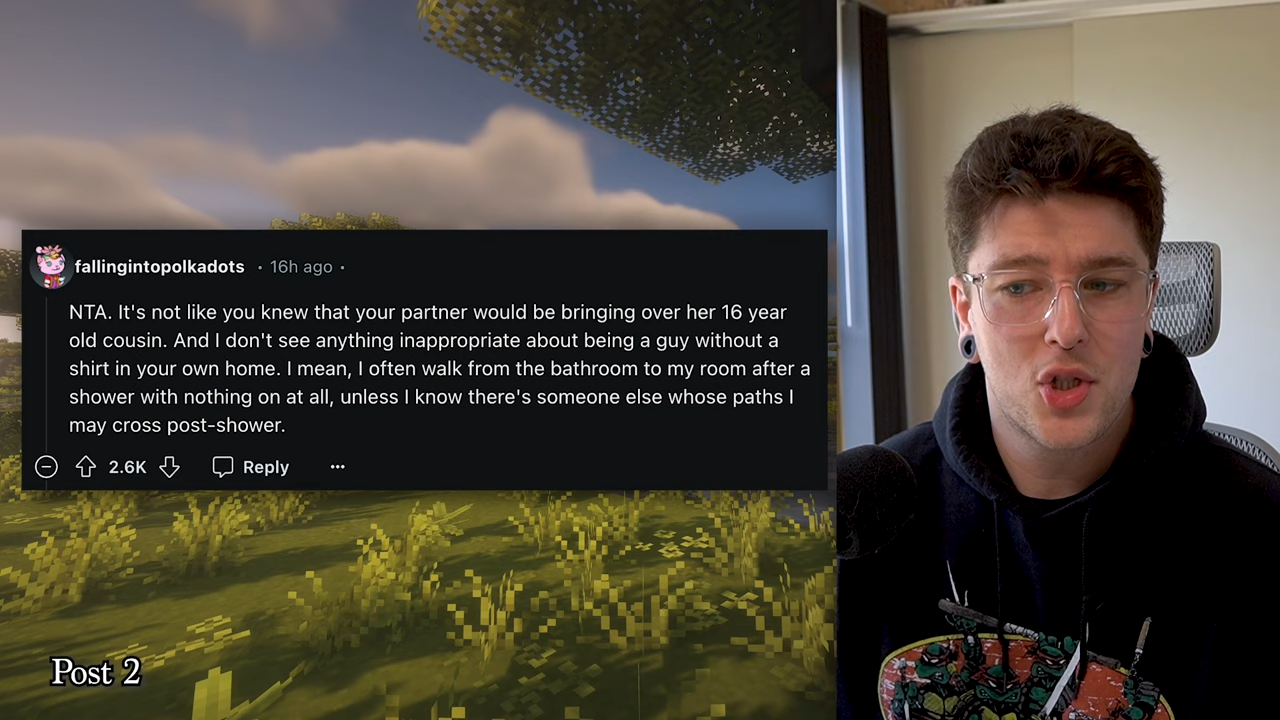 fallingintopolkadots · 16h ago ·
NTA. It's not like you knew that your partner would be bringing over her 16 year
old cousin. And I don't see anything inappropriate about being a guy without a
shirt in your own home. I mean, I often walk from the bathroom to my room after a
shower with nothing on at all, unless I know there's someone else whose paths I
may cross post-shower.
2.6K Reply ...
Post 2